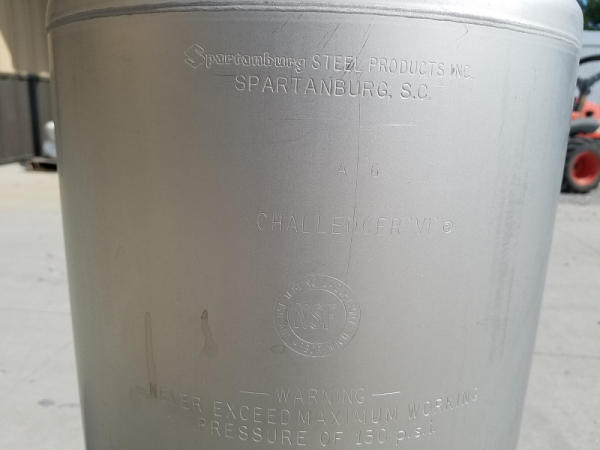 Spartanburg STEEL PRODUCTS INC.
SPARTANBURG, S.C.
A 6
CHALLENGER "VI" ©
NSF
WARNING
NEVER EXCEED MAXIMUM WORKING
PRESSURE OF 130 p.s.i.